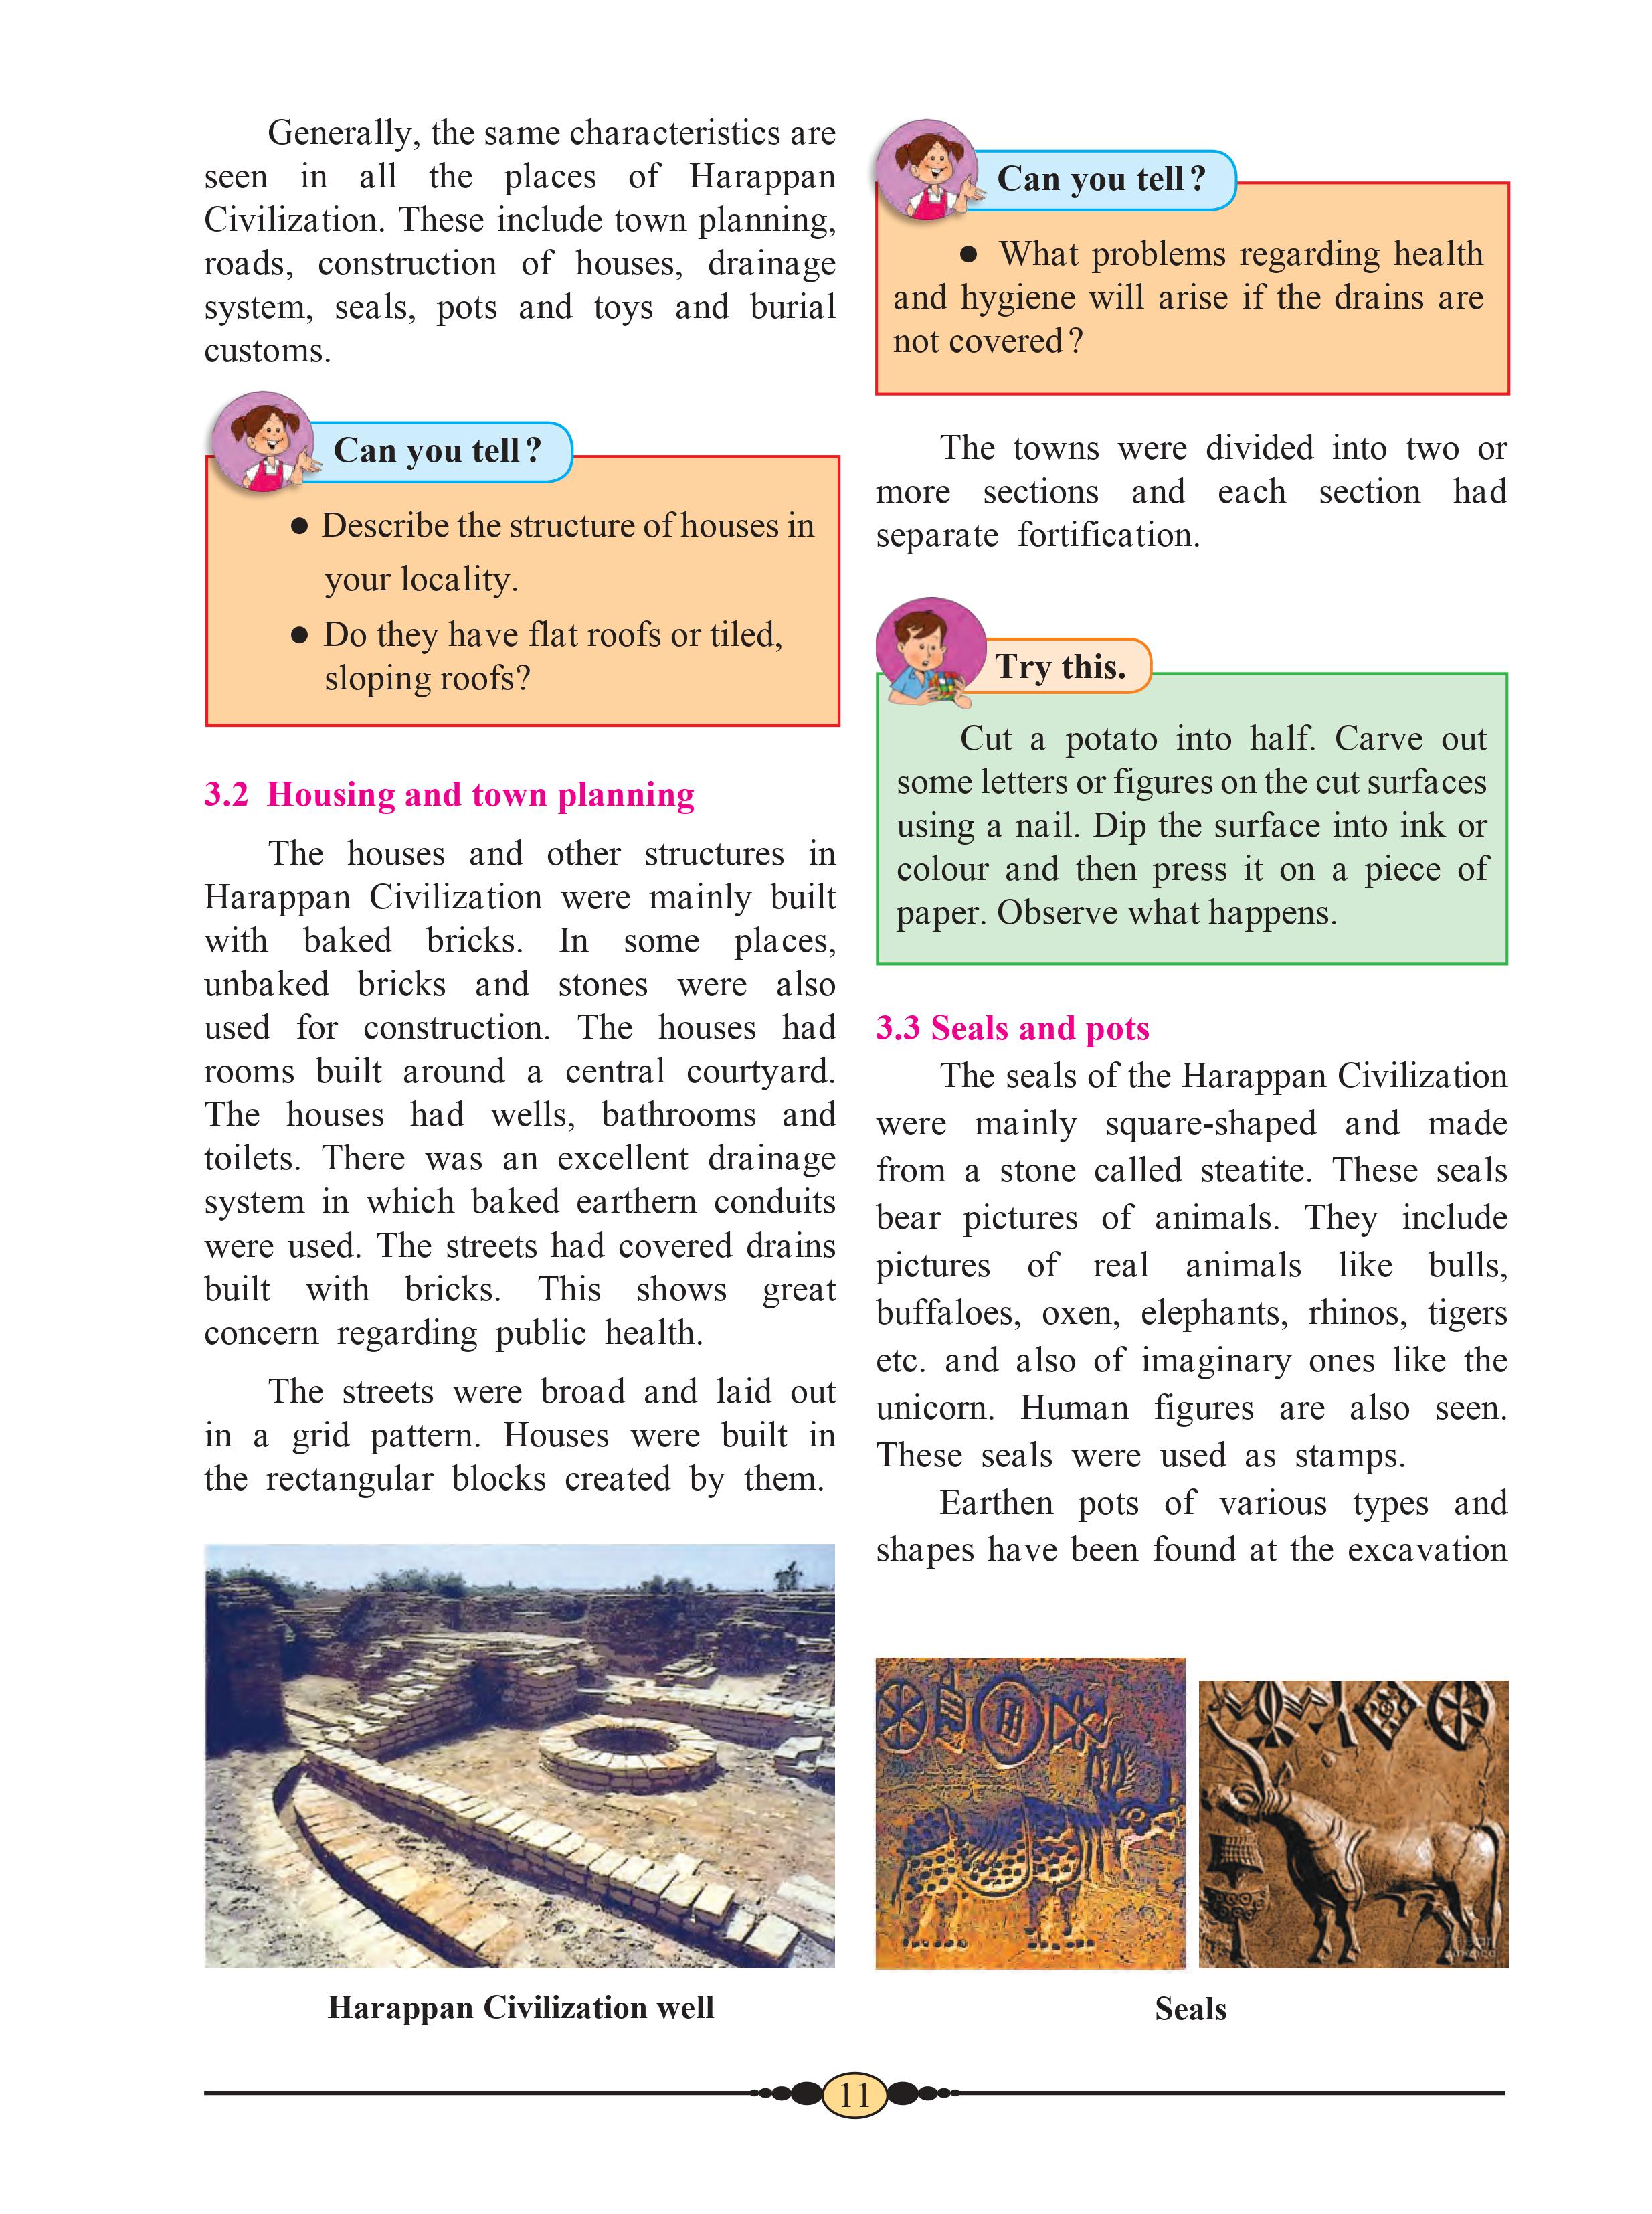 Generally, the same characteristics are
seen in all the places of Harappan
Civilization. These include town planning,
roads, construction of houses, drainage
system, seals, pots and toys and burial
customs.
Can you tell?
● Describe the structure of houses in
your locality.
● Do they have flat roofs or tiled,
sloping roofs?
3.2 Housing and town planning
The houses and other structures in
Harappan Civilization were mainly built
with baked bricks. In some places,
unbaked bricks and stones were also
used for construction. The houses had
rooms built around a central courtyard.
The houses had wells, bathrooms and
toilets. There was an excellent drainage
system in which baked earthern conduits
were used. The streets had covered drains
built with bricks. This shows great
concern regarding public health.
The streets were broad and laid out
in a grid pattern. Houses were built in
the rectangular blocks created by them.
Harappan Civilization well
Can you tell?
● What problems regarding health
and hygiene will arise if the drains are
not covered?
The towns were divided into two or
more sections and each section had
separate fortification.
Try this.
Cut a potato into half. Carve out
some letters or figures on the cut surfaces
using a nail. Dip the surface into ink or
colour and then press it on a piece of
paper. Observe what happens.
3.3 Seals and pots
The seals of the Harappan Civilization
were mainly square-shaped and made
from a stone called steatite. These seals
bear pictures of animals. They include
pictures of real animals like bulls,
buffaloes, oxen, elephants, rhinos, tigers
etc. and also of imaginary ones like the
unicorn. Human figures are also seen.
These seals were used as stamps.
Earthen pots of various types and
shapes have been found at the excavation
Seals
11